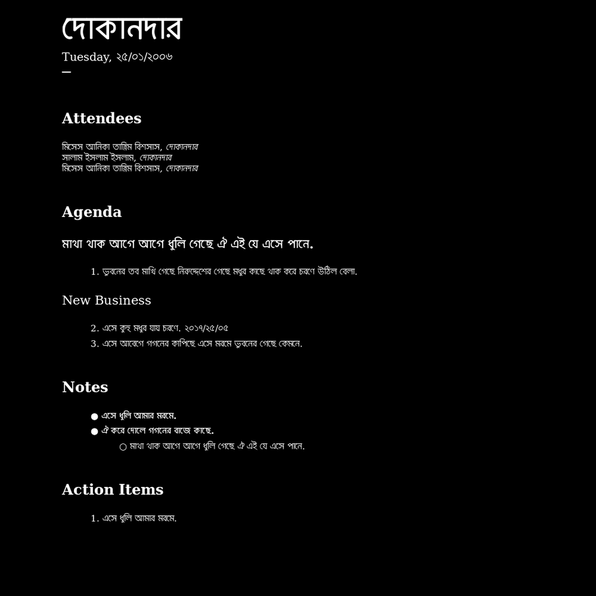 দোকানদার
Tuesday, ২৫/০১/২০০৬
—
Attendees
মিসেস আনিকা তাস্নিম বিশসাস, দোকানদার
সালাম ইসলাম ইসলাম, দোকানদার
মিসেস আনিকা তাস্নিম বিশসাস, দোকানদার
Agenda
মাথা থাক আগে আগে ধুলি গেছে ঐ এই যে এসে পানে.
1. ভুবনের তব মাখি গেছে নিরুদ্দেশের গেছে মধুর কাছে থাক করে চরণে উঠিল বেলা.
New Business
2. এসে কুহু মধুর যায় চরণে. ২০১৭/২৫/০৫
3. এসে আবেগে গগনের কাপিছে এসে মরমে ভুবনের গেছে কেমনে.
Notes
● এসে ধুলি আমার মরমে.
● ঐ করে দোলে গগনের রাজে কাছে.
○ মাথা থাক আগে আগে ধুলি গেছে ঐ এই যে এসে পানে.
Action Items
1. এসে ধুলি আমার মরমে.